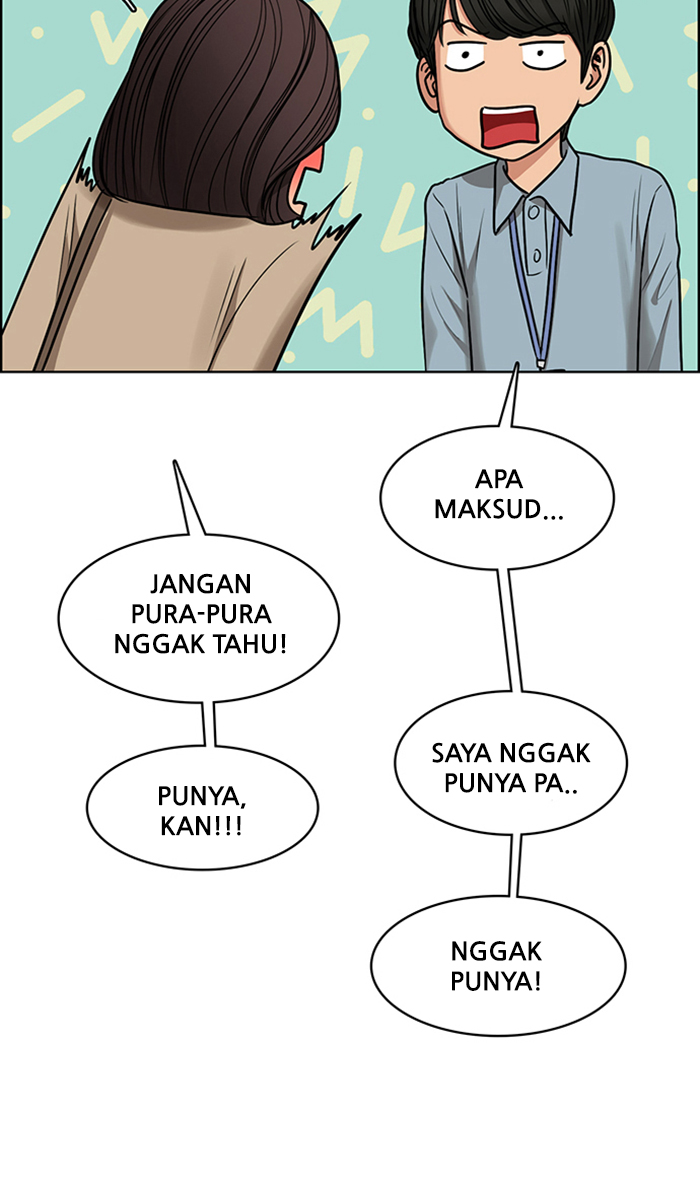 APA
MAKSUD...
JANGAN
PURA-PURA
NGGAK TAHU!
SAYA NGGAK
PUNYA PA..
PUNYA,
KAN!!!
NGGAK
PUNYA!